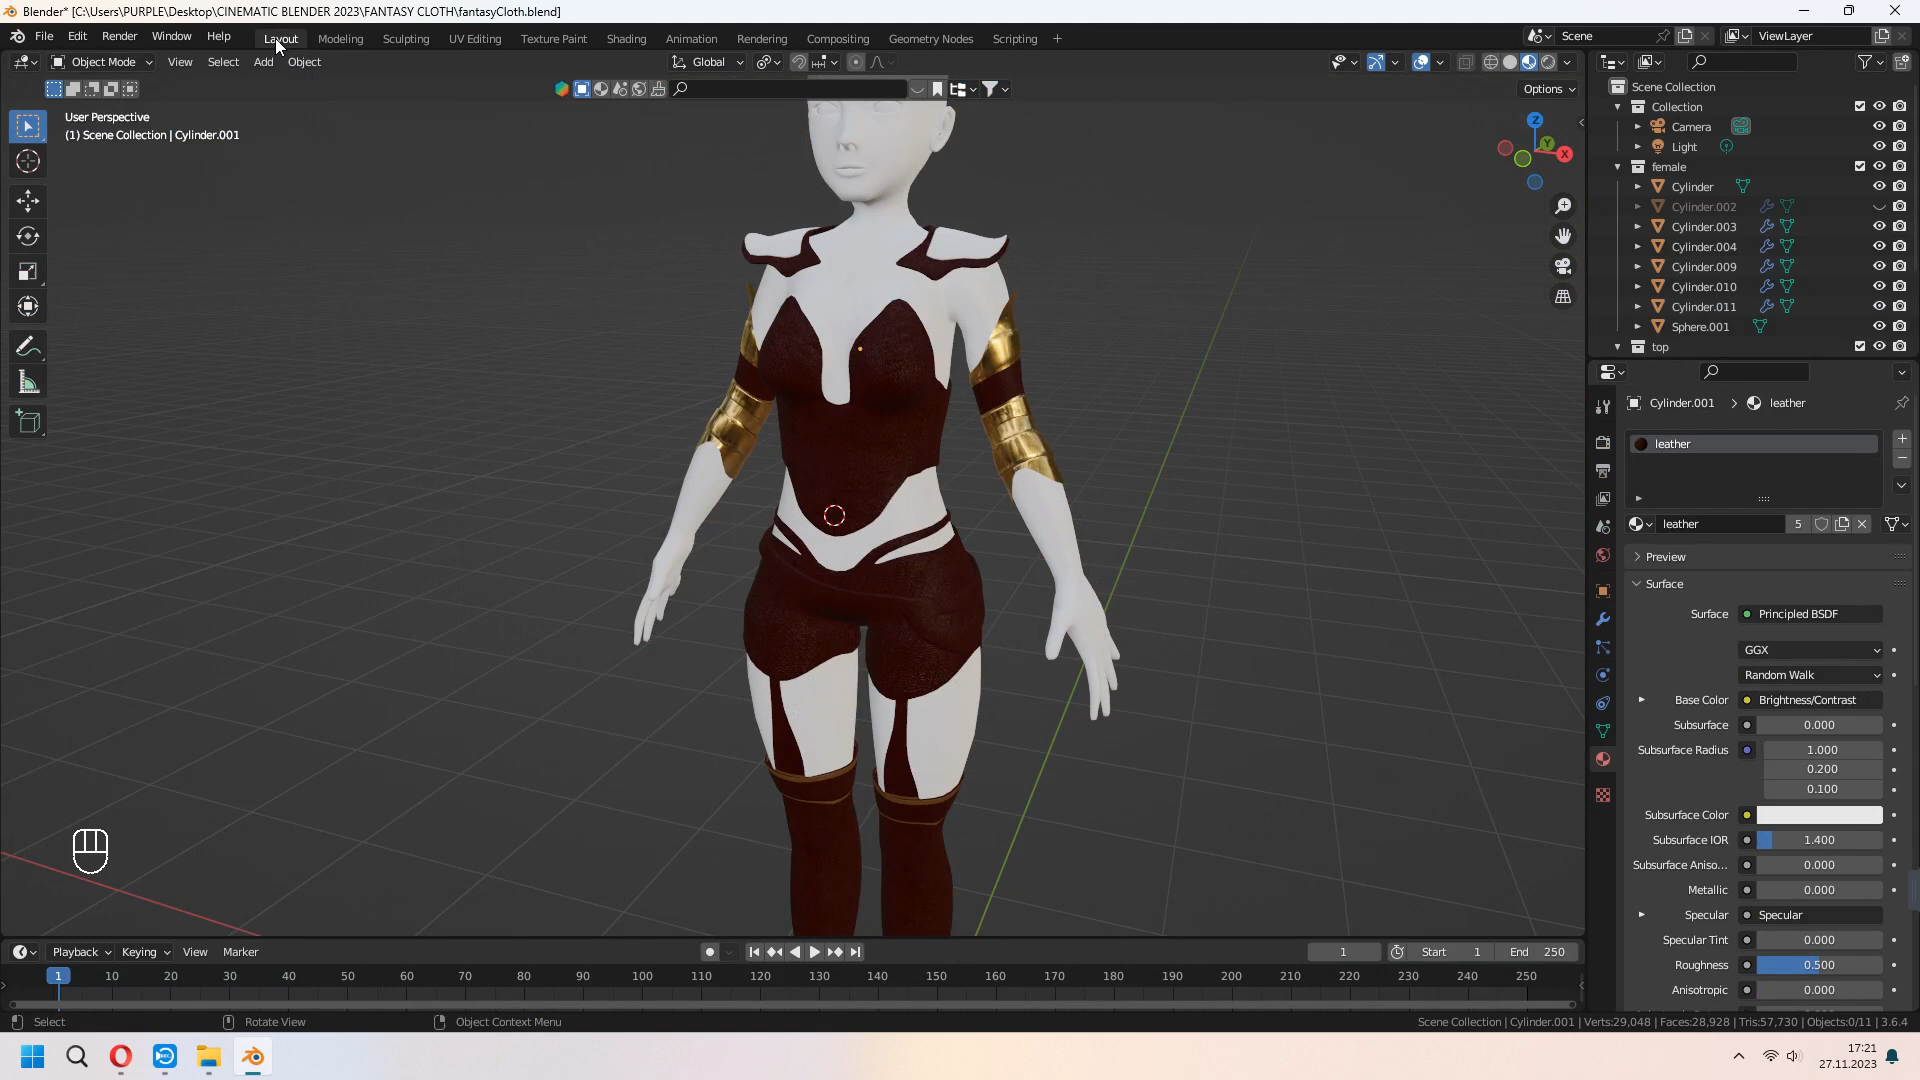 Blender* [C:\Users\PURPLE\Desktop\CINEMATIC BLENDER 2023\FANTASY CLOTH\fantasyCloth.blend]
File Edit Render Window Help Layout Modeling Sculpting UV Editing Texture Paint Shading Animation Rendering Compositing Geometry Nodes Scripting + Scene ViewLayer
Object Mode View Select Add Object Global
Options
User Perspective
(1) Scene Collection | Cylinder.001
Z
Y
X
Scene Collection
Collection
Camera
Light
female
Cylinder
Cylinder.002
Cylinder.003
Cylinder.004
Cylinder.009
Cylinder.010
Cylinder.011
Sphere.001
top
Cylinder.001 > leather
leather
leather 5
Preview
Surface
Surface Principled BSDF
GGX
Random Walk
Base Color Brightness/Contrast
Subsurface 0.000
Subsurface Radius 1.000
0.200
0.100
Subsurface Color
Subsurface IOR 1.400
Subsurface Aniso... 0.000
Metallic 0.000
Specular Specular
Specular Tint 0.000
Roughness 0.500
Anisotropic 0.000
Playback Keying View Marker 1 Start 1 End 250
1 10 20 30 40 50 60 70 80 90 100 110 120 130 140 150 160 170 180 190 200 210 220 230 240 250
Select Rotate View Object Context Menu Scene Collection | Cylinder.001 | Verts:29,048 | Faces:28,928 | Tris:57,730 | Objects:0/11 | 3.6.4
17:21
27.11.2023